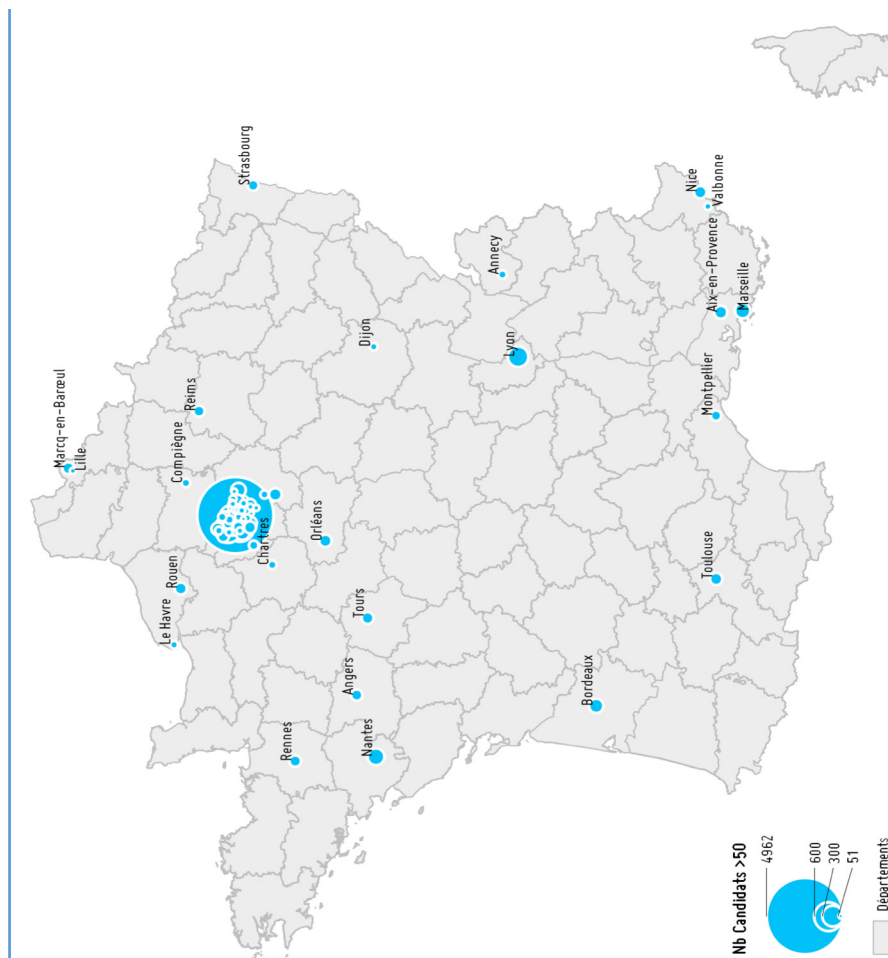 Marcq-en-Barœul
Lille
Le Havre
Rouen
Compiègne
Reims
Strasbourg
Chartres
Rennes
Orléans
Angers
Tours
Nantes
Dijon
Annecy
Lyon
Bordeaux
Toulouse
Montpellier
Aix-en-Provence
Marseille
Nice
Valbonne
Nb Candidats >50
4962
600
300
51
Départements